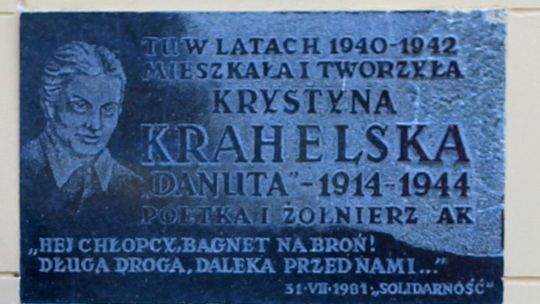 TU W LATACH 1940-1942
MIESZKAŁA I TWORZYŁA
KRYSTYNA
KRAHELSKA
"DANUTA" - 1914-1944
POETKA I ŻOŁNIERZ AK
„HEJ CHŁOPCY, BAGNET NA BROŃ!
DŁUGA DROGA, DALEKA PRZED NAMI..."
31·VII·1981·„SOLIDARNOŚĆ"